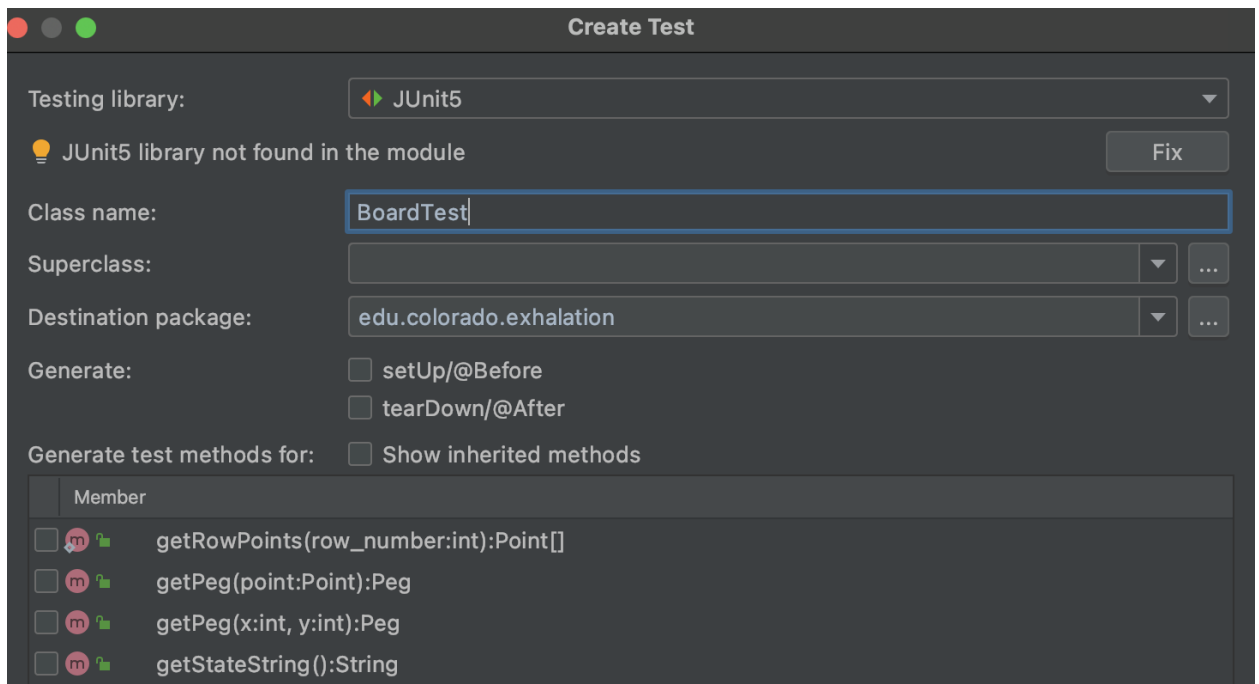 Create Test
Testing library: JUnit5
JUnit5 library not found in the module Fix
Class name: BoardTest
Superclass: ...
Destination package: edu.colorado.exhalation ...
Generate: setUp/@Before
tearDown/@After
Generate test methods for: Show inherited methods
Member
m getRowPoints(row_number:int):Point[]
m getPeg(point:Point):Peg
m getPeg(x:int, y:int):Peg
m getStateString():String